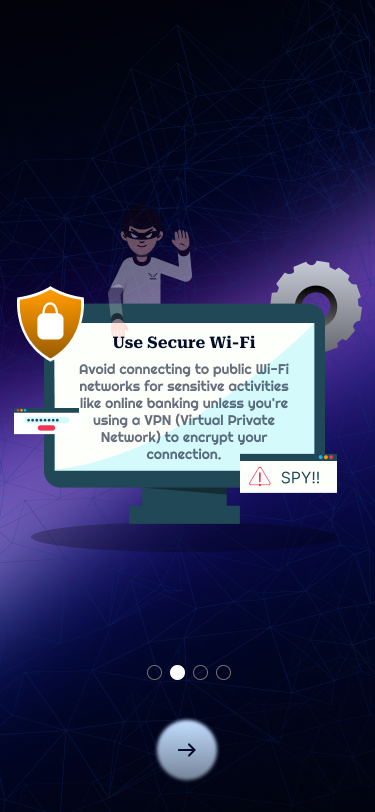 Use Secure Wi-Fi
Avoid connecting to public Wi-Fi
networks for sensitive activities
like online banking unless you're
using a VPN (Virtual Private
Network) to encrypt your
connection.
SPY!!